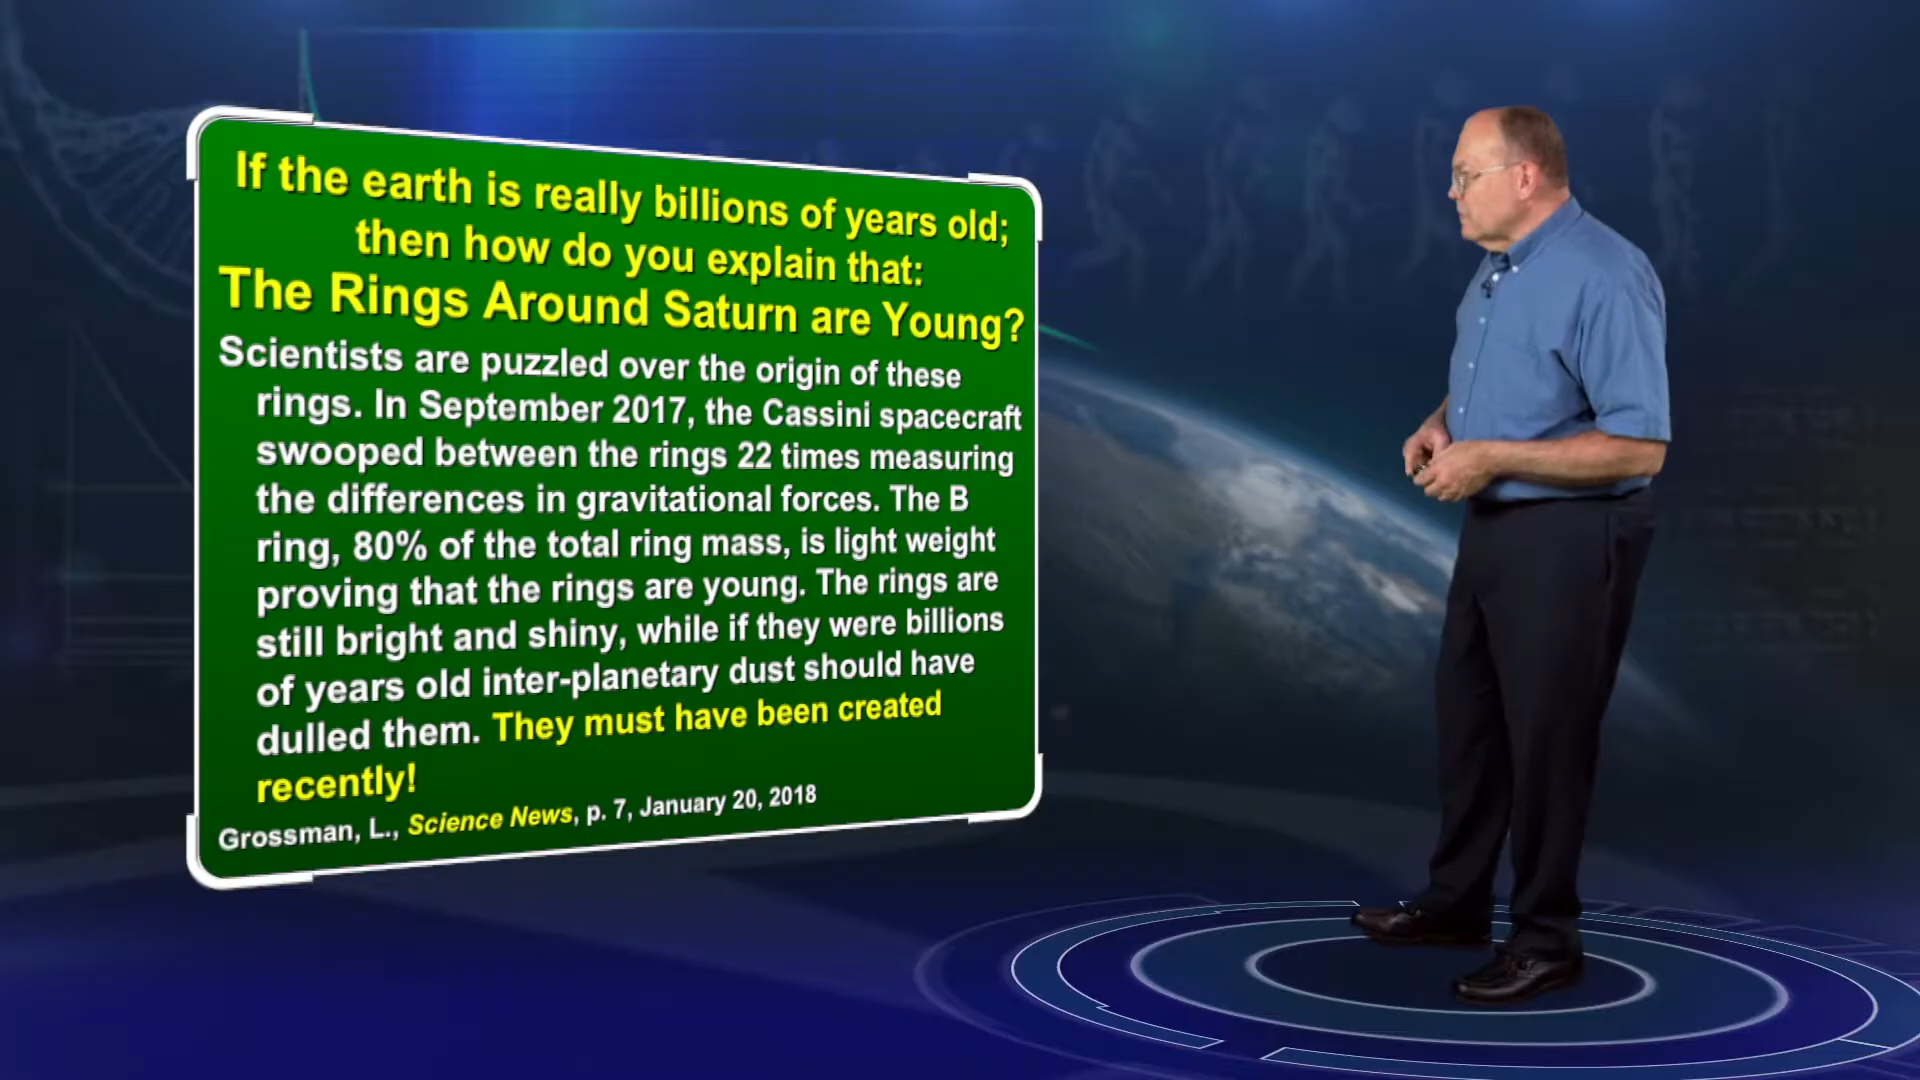 If the earth is really billions of years old;
then how do you explain that:
The Rings Around Saturn are Young?
Scientists are puzzled over the origin of these
rings. In September 2017, the Cassini spacecraft
swooped between the rings 22 times measuring
the differences in gravitational forces. The B
ring, 80% of the total ring mass, is light weight
proving that the rings are young. The rings are
still bright and shiny, while if they were billions
of years old inter-planetary dust should have
dulled them. They must have been created
recently!
Grossman, L., Science News, p. 7, January 20, 2018